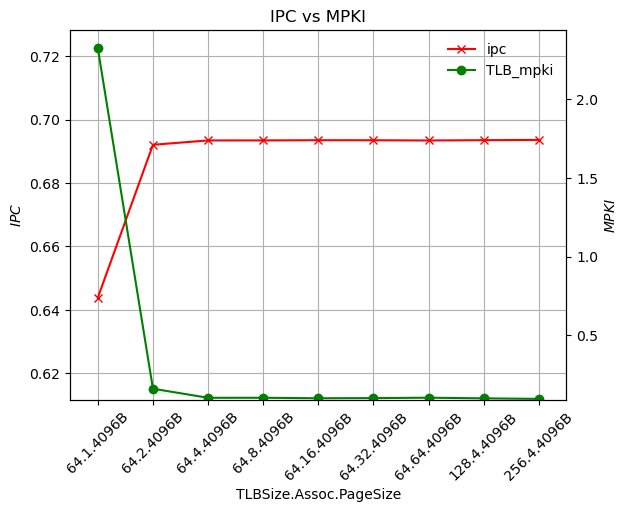 IPC vs MPKI
ipc
TLB_mpki
0.72
0.70
0.68
0.66
0.64
0.62
IPC
2.0
1.5
1.0
0.5
MPKI
64.1.4096B
64.2.4096B
64.4.4096B
64.8.4096B
64.16.4096B
64.32.4096B
64.64.4096B
128.4.4096B
256.4.4096B
TLBSize.Assoc.PageSize